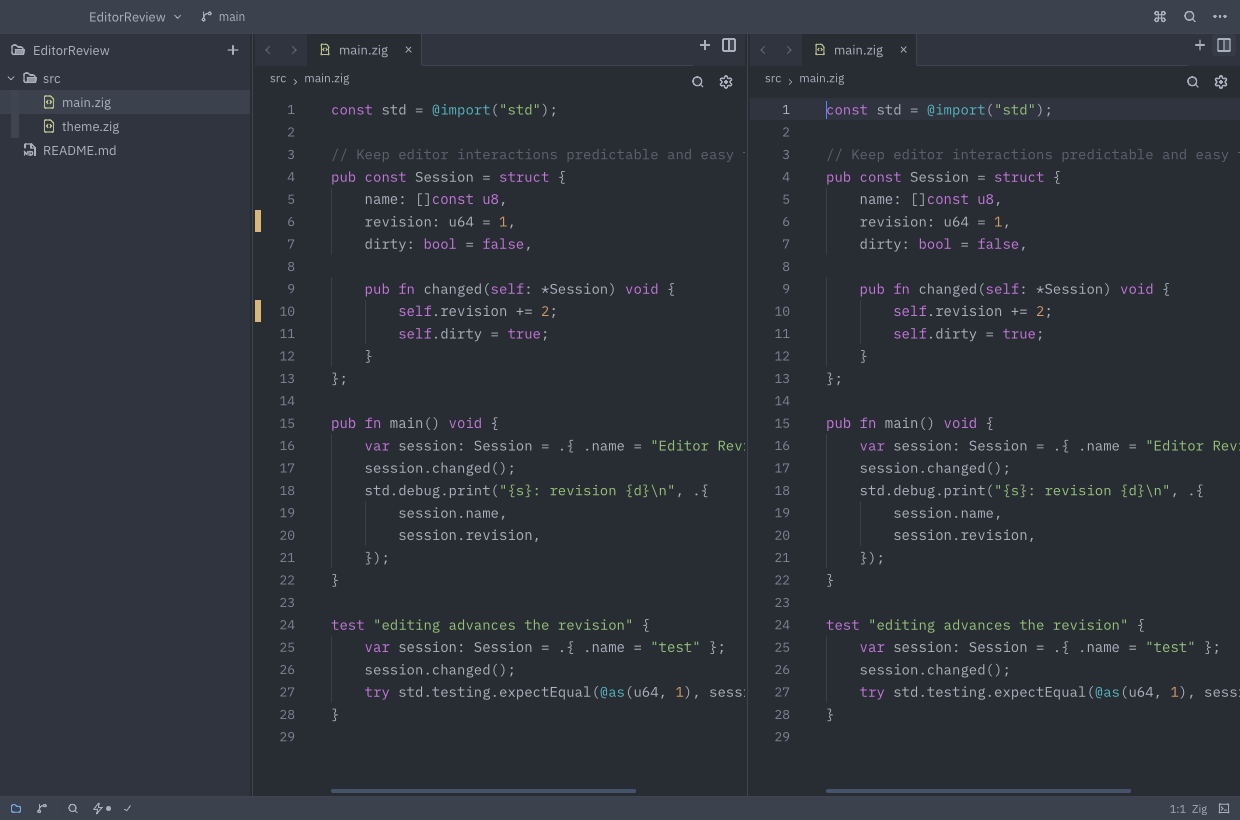 EditorReview
main
EditorReview
src
main.zig
theme.zig
README.md
main.zig
src › main.zig
1 const std = @import("std");
2
3 // Keep editor interactions predictable and easy
4 pub const Session = struct {
5 name: []const u8,
6 revision: u64 = 1,
7 dirty: bool = false,
8
9 pub fn changed(self: *Session) void {
10 self.revision += 2;
11 self.dirty = true;
12 }
13 };
14
15 pub fn main() void {
16 var session: Session = .{ .name = "Editor Rev
17 session.changed();
18 std.debug.print("{s}: revision {d}\n", .{
19 session.name,
20 session.revision,
21 });
22 }
23
24 test "editing advances the revision" {
25 var session: Session = .{ .name = "test" };
26 session.changed();
27 try std.testing.expectEqual(@as(u64, 1), sess
28 }
29
main.zig
src › main.zig
1 const std = @import("std");
2
3 // Keep editor interactions predictable and easy
4 pub const Session = struct {
5 name: []const u8,
6 revision: u64 = 1,
7 dirty: bool = false,
8
9 pub fn changed(self: *Session) void {
10 self.revision += 2;
11 self.dirty = true;
12 }
13 };
14
15 pub fn main() void {
16 var session: Session = .{ .name = "Editor Rev
17 session.changed();
18 std.debug.print("{s}: revision {d}\n", .{
19 session.name,
20 session.revision,
21 });
22 }
23
24 test "editing advances the revision" {
25 var session: Session = .{ .name = "test" };
26 session.changed();
27 try std.testing.expectEqual(@as(u64, 1), sess
28 }
29
1:1 Zig